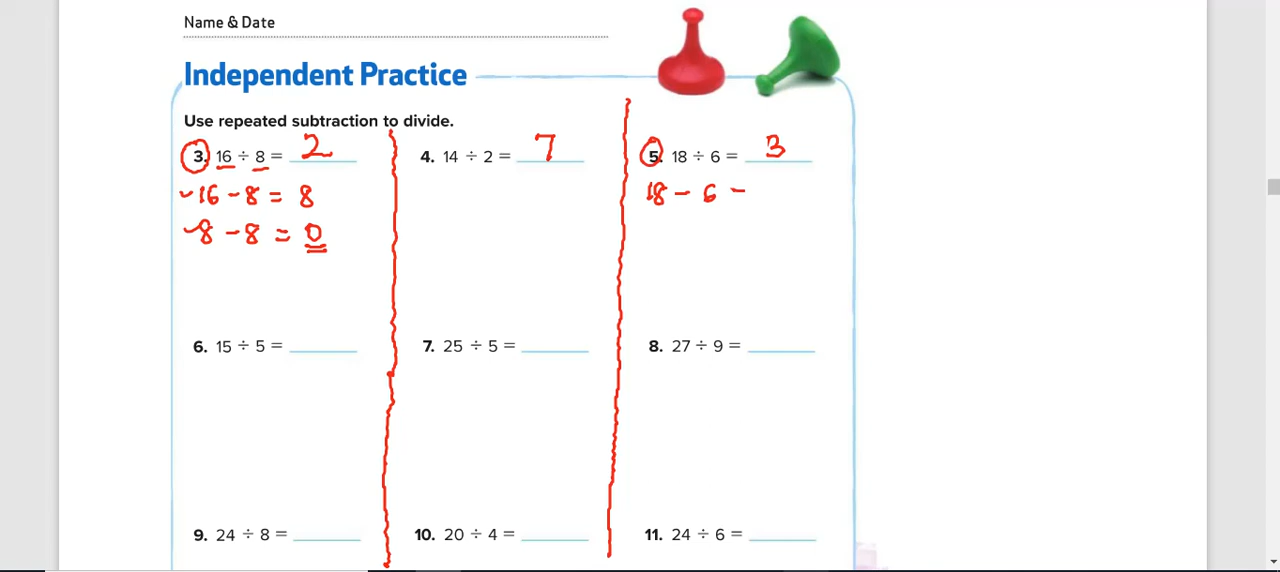 Name & Date
Independent Practice
Use repeated subtraction to divide.
3. 16 ÷ 8 = 2
16 - 8 = 8
8 - 8 = 0
4. 14 ÷ 2 = 7
5. 18 ÷ 6 = 3
18 - 6 -
6. 15 ÷ 5 =
7. 25 ÷ 5 =
8. 27 ÷ 9 =
9. 24 ÷ 8 =
10. 20 ÷ 4 =
11. 24 ÷ 6 =